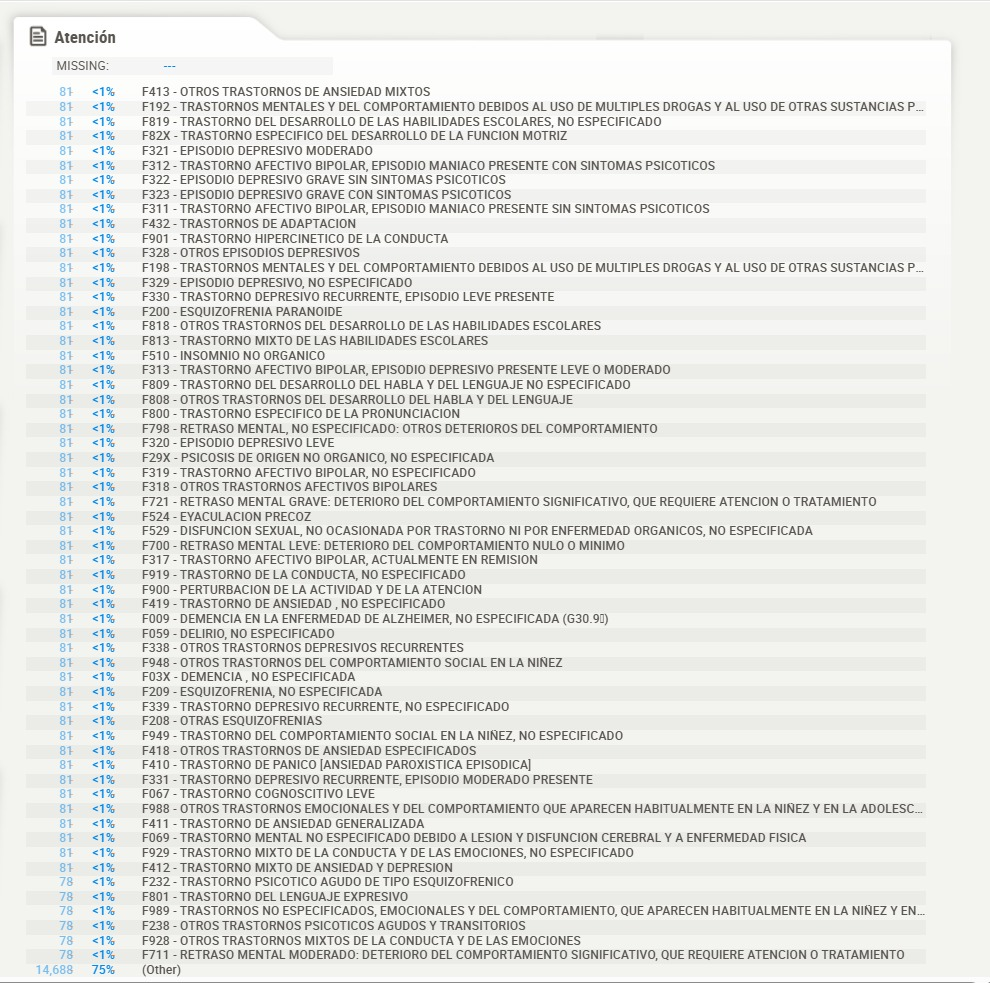 Atención
MISSING: ---
81 <1% F413 - OTROS TRASTORNOS DE ANSIEDAD MIXTOS
81 <1% F192 - TRASTORNOS MENTALES Y DEL COMPORTAMIENTO DEBIDOS AL USO DE MULTIPLES DROGAS Y AL USO DE OTRAS SUSTANCIAS P...
81 <1% F819 - TRASTORNO DEL DESARROLLO DE LAS HABILIDADES ESCOLARES, NO ESPECIFICADO
81 <1% F82X - TRASTORNO ESPECIFICO DEL DESARROLLO DE LA FUNCION MOTRIZ
81 <1% F321 - EPISODIO DEPRESIVO MODERADO
81 <1% F312 - TRASTORNO AFECTIVO BIPOLAR, EPISODIO MANIACO PRESENTE CON SINTOMAS PSICOTICOS
81 <1% F322 - EPISODIO DEPRESIVO GRAVE SIN SINTOMAS PSICOTICOS
81 <1% F323 - EPISODIO DEPRESIVO GRAVE CON SINTOMAS PSICOTICOS
81 <1% F311 - TRASTORNO AFECTIVO BIPOLAR, EPISODIO MANIACO PRESENTE SIN SINTOMAS PSICOTICOS
81 <1% F432 - TRASTORNOS DE ADAPTACION
81 <1% F901 - TRASTORNO HIPERCINETICO DE LA CONDUCTA
81 <1% F328 - OTROS EPISODIOS DEPRESIVOS
81 <1% F198 - TRASTORNOS MENTALES Y DEL COMPORTAMIENTO DEBIDOS AL USO DE MULTIPLES DROGAS Y AL USO DE OTRAS SUSTANCIAS P...
81 <1% F329 - EPISODIO DEPRESIVO, NO ESPECIFICADO
81 <1% F330 - TRASTORNO DEPRESIVO RECURRENTE, EPISODIO LEVE PRESENTE
81 <1% F200 - ESQUIZOFRENIA PARANOIDE
81 <1% F818 - OTROS TRASTORNOS DEL DESARROLLO DE LAS HABILIDADES ESCOLARES
81 <1% F813 - TRASTORNO MIXTO DE LAS HABILIDADES ESCOLARES
81 <1% F510 - INSOMNIO NO ORGANICO
81 <1% F313 - TRASTORNO AFECTIVO BIPOLAR, EPISODIO DEPRESIVO PRESENTE LEVE O MODERADO
81 <1% F809 - TRASTORNO DEL DESARROLLO DEL HABLA Y DEL LENGUAJE NO ESPECIFICADO
81 <1% F808 - OTROS TRASTORNOS DEL DESARROLLO DEL HABLA Y DEL LENGUAJE
81 <1% F800 - TRASTORNO ESPECIFICO DE LA PRONUNCIACION
81 <1% F798 - RETRASO MENTAL, NO ESPECIFICADO: OTROS DETERIOROS DEL COMPORTAMIENTO
81 <1% F320 - EPISODIO DEPRESIVO LEVE
81 <1% F29X - PSICOSIS DE ORIGEN NO ORGANICO, NO ESPECIFICADA
81 <1% F319 - TRASTORNO AFECTIVO BIPOLAR, NO ESPECIFICADO
81 <1% F318 - OTROS TRASTORNOS AFECTIVOS BIPOLARES
81 <1% F721 - RETRASO MENTAL GRAVE: DETERIORO DEL COMPORTAMIENTO SIGNIFICATIVO, QUE REQUIERE ATENCION O TRATAMIENTO
81 <1% F524 - EYACULACION PRECOZ
81 <1% F529 - DISFUNCION SEXUAL, NO OCASIONADA POR TRASTORNO NI POR ENFERMEDAD ORGANICOS, NO ESPECIFICADA
81 <1% F700 - RETRASO MENTAL LEVE: DETERIORO DEL COMPORTAMIENTO NULO O MINIMO
81 <1% F317 - TRASTORNO AFECTIVO BIPOLAR, ACTUALMENTE EN REMISION
81 <1% F919 - TRASTORNO DE LA CONDUCTA, NO ESPECIFICADO
81 <1% F900 - PERTURBACION DE LA ACTIVIDAD Y DE LA ATENCION
81 <1% F419 - TRASTORNO DE ANSIEDAD , NO ESPECIFICADO
81 <1% F009 - DEMENCIA EN LA ENFERMEDAD DE ALZHEIMER, NO ESPECIFICADA (G30.9▯)
81 <1% F059 - DELIRIO, NO ESPECIFICADO
81 <1% F338 - OTROS TRASTORNOS DEPRESIVOS RECURRENTES
81 <1% F948 - OTROS TRASTORNOS DEL COMPORTAMIENTO SOCIAL EN LA NIÑEZ
81 <1% F03X - DEMENCIA , NO ESPECIFICADA
81 <1% F209 - ESQUIZOFRENIA, NO ESPECIFICADA
81 <1% F339 - TRASTORNO DEPRESIVO RECURRENTE, NO ESPECIFICADO
81 <1% F208 - OTRAS ESQUIZOFRENIAS
81 <1% F949 - TRASTORNO DEL COMPORTAMIENTO SOCIAL EN LA NIÑEZ, NO ESPECIFICADO
81 <1% F418 - OTROS TRASTORNOS DE ANSIEDAD ESPECIFICADOS
81 <1% F410 - TRASTORNO DE PANICO [ANSIEDAD PAROXISTICA EPISODICA]
81 <1% F331 - TRASTORNO DEPRESIVO RECURRENTE, EPISODIO MODERADO PRESENTE
81 <1% F067 - TRASTORNO COGNOSCITIVO LEVE
81 <1% F988 - OTROS TRASTORNOS EMOCIONALES Y DEL COMPORTAMIENTO QUE APARECEN HABITUALMENTE EN LA NIÑEZ Y EN LA ADOLESC...
81 <1% F411 - TRASTORNO DE ANSIEDAD GENERALIZADA
81 <1% F069 - TRASTORNO MENTAL NO ESPECIFICADO DEBIDO A LESION Y DISFUNCION CEREBRAL Y A ENFERMEDAD FISICA
81 <1% F929 - TRASTORNO MIXTO DE LA CONDUCTA Y DE LAS EMOCIONES, NO ESPECIFICADO
81 <1% F412 - TRASTORNO MIXTO DE ANSIEDAD Y DEPRESION
78 <1% F232 - TRASTORNO PSICOTICO AGUDO DE TIPO ESQUIZOFRENICO
78 <1% F801 - TRASTORNO DEL LENGUAJE EXPRESIVO
78 <1% F989 - TRASTORNOS NO ESPECIFICADOS, EMOCIONALES Y DEL COMPORTAMIENTO, QUE APARECEN HABITUALMENTE EN LA NIÑEZ Y EN...
78 <1% F238 - OTROS TRASTORNOS PSICOTICOS AGUDOS Y TRANSITORIOS
78 <1% F928 - OTROS TRASTORNOS MIXTOS DE LA CONDUCTA Y DE LAS EMOCIONES
78 <1% F711 - RETRASO MENTAL MODERADO: DETERIORO DEL COMPORTAMIENTO SIGNIFICATIVO, QUE REQUIERE ATENCION O TRATAMIENTO
14,688 75% (Other)